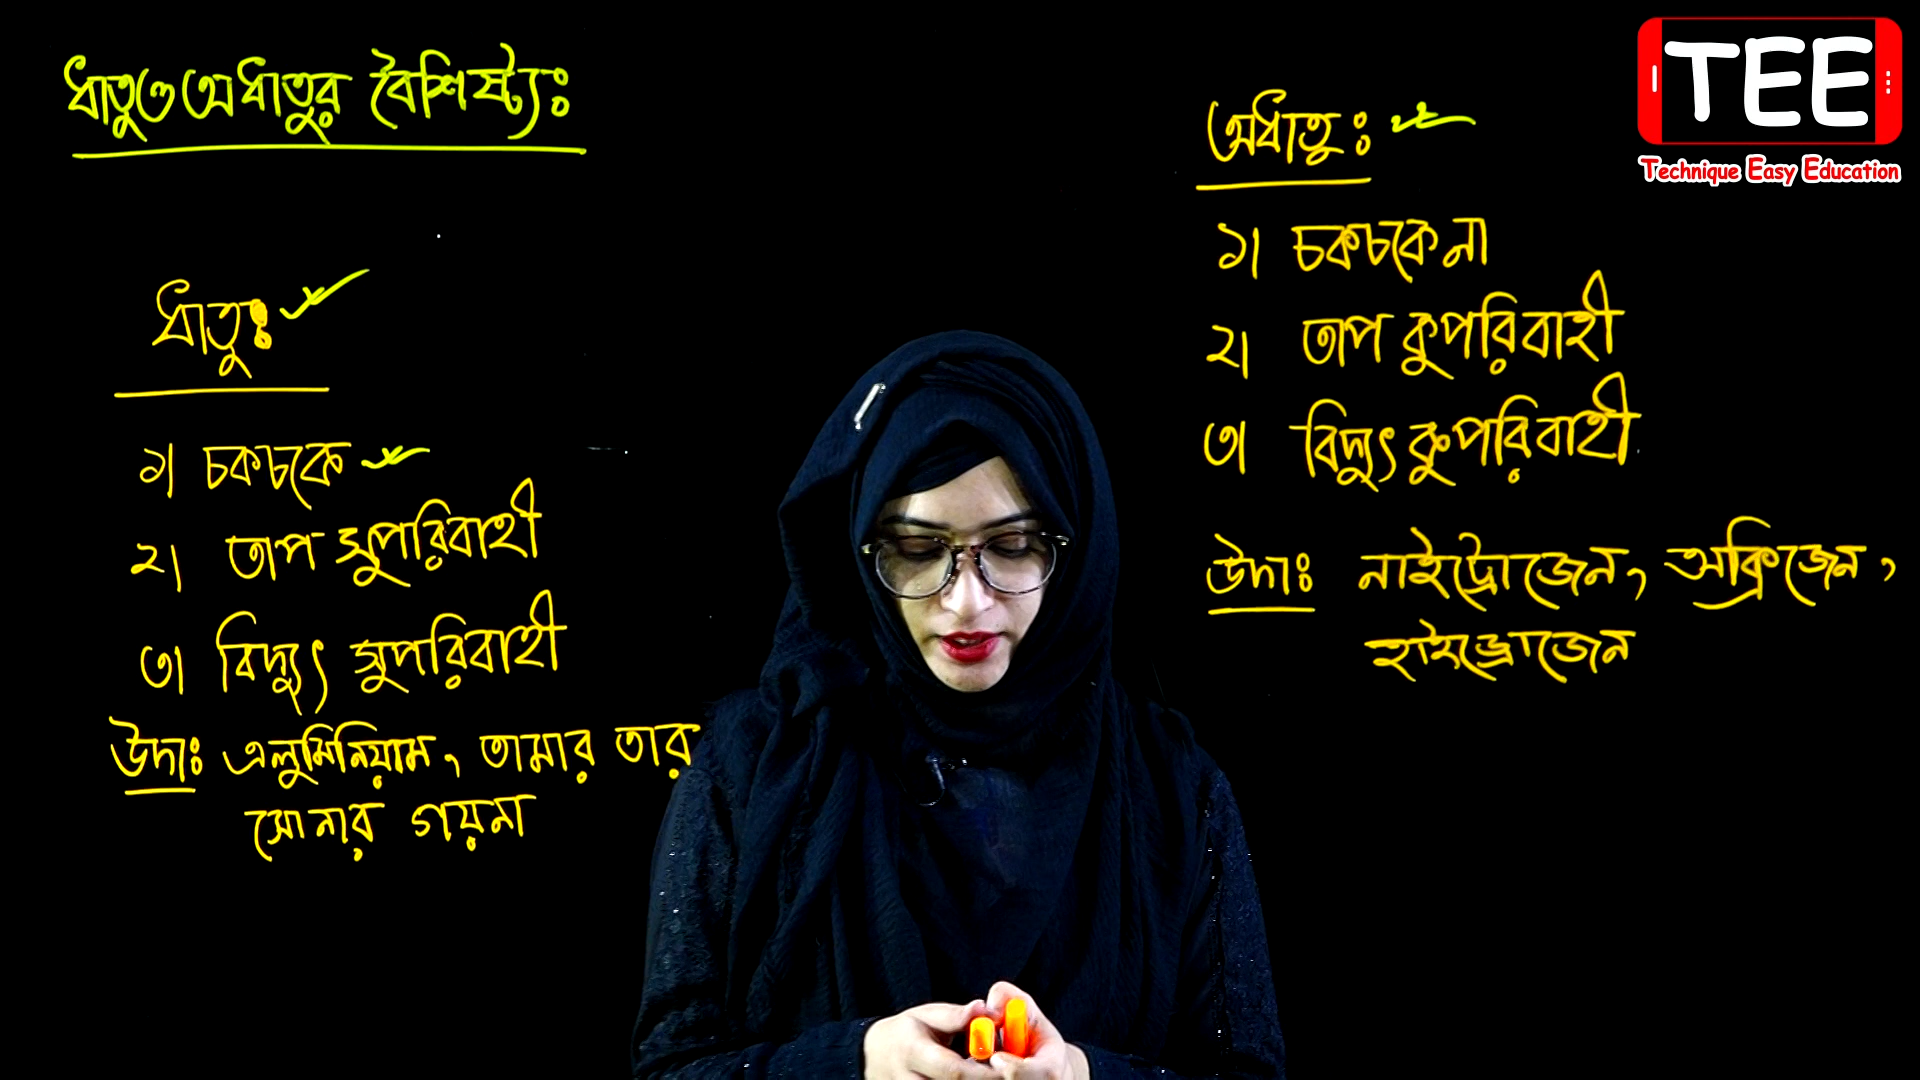 ধাতু ও অধাতুর বৈশিষ্ট্যঃ
ধাতুঃ
১। চকচকে
২। তাপ সুপরিবাহী
৩। বিদ্যুৎ সুপরিবাহী
উদাঃ এলুমিনিয়াম, তামার তার
সোনার গয়না
অধাতুঃ
১। চকচকে না
২। তাপ কুপরিবাহী
৩। বিদ্যুৎ কুপরিবাহী
উদাঃ নাইট্রোজেন, অক্সিজেন,
হাইড্রোজেন
TEE
Technique Easy Education